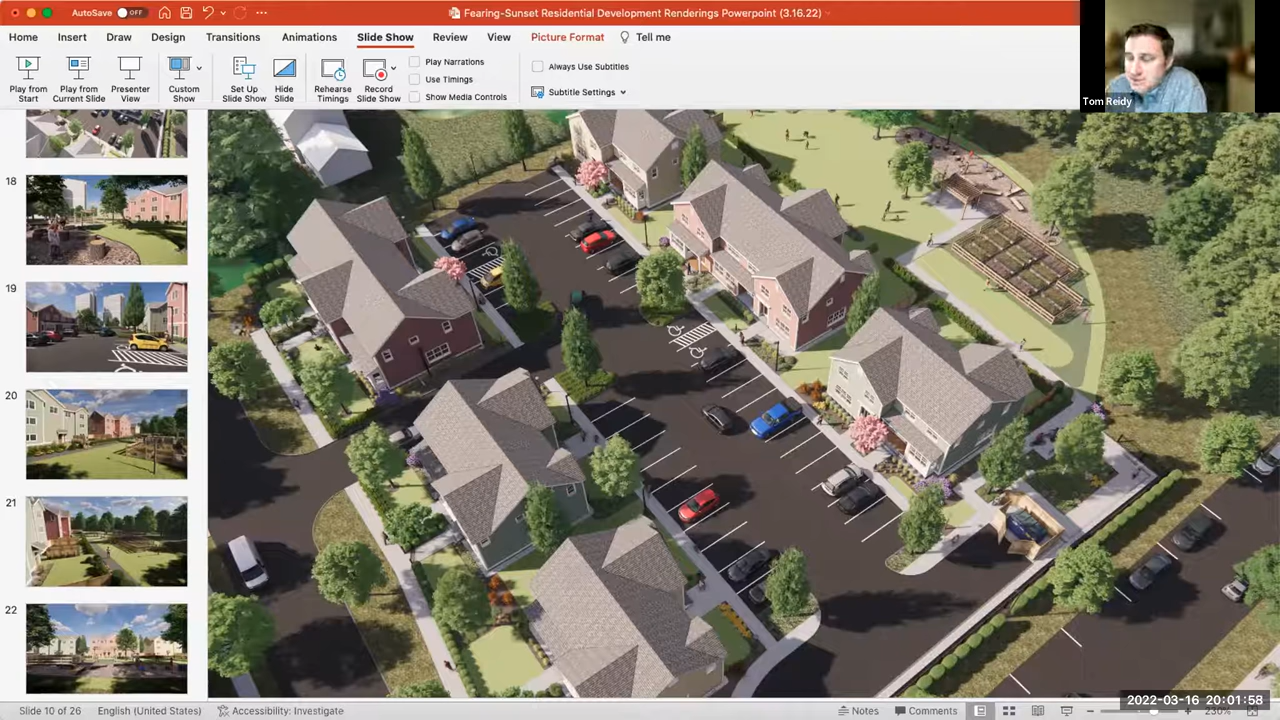 AutoSave OFF
Fearing-Sunset Residential Development Renderings Powerpoint (3.16.22)
Home Insert Draw Design Transitions Animations Slide Show Review View Picture Format Tell me
Play from Start
Play from Current Slide
Presenter View
Custom Show
Set Up Slide Show
Hide Slide
Rehearse Timings
Record Slide Show
Play Narrations
Use Timings
Show Media Controls
Always Use Subtitles
Subtitle Settings
Tom Reidy
18
19
20
21
22
Slide 10 of 26 English (United States) Accessibility: Investigate Notes Comments 230%
2022-03-16 20:01:58